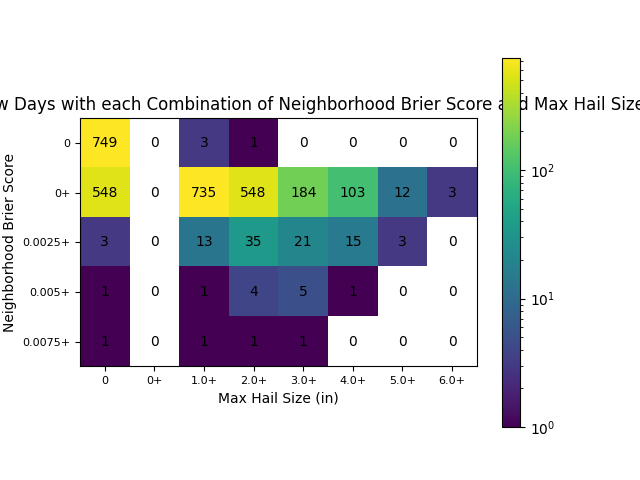 Days with each Combination of Neighborhood Brier Score and Max Hail Size
Neighborhood Brier Score
0 749 0 3 1 0 0 0 0
0+ 548 0 735 548 184 103 12 3
0.0025+ 3 0 13 35 21 15 3 0
0.005+ 1 0 1 4 5 1 0 0
0.0075+ 1 0 1 1 1 0 0 0
0 0+ 1.0+ 2.0+ 3.0+ 4.0+ 5.0+ 6.0+
Max Hail Size (in)
10²
10¹
10⁰